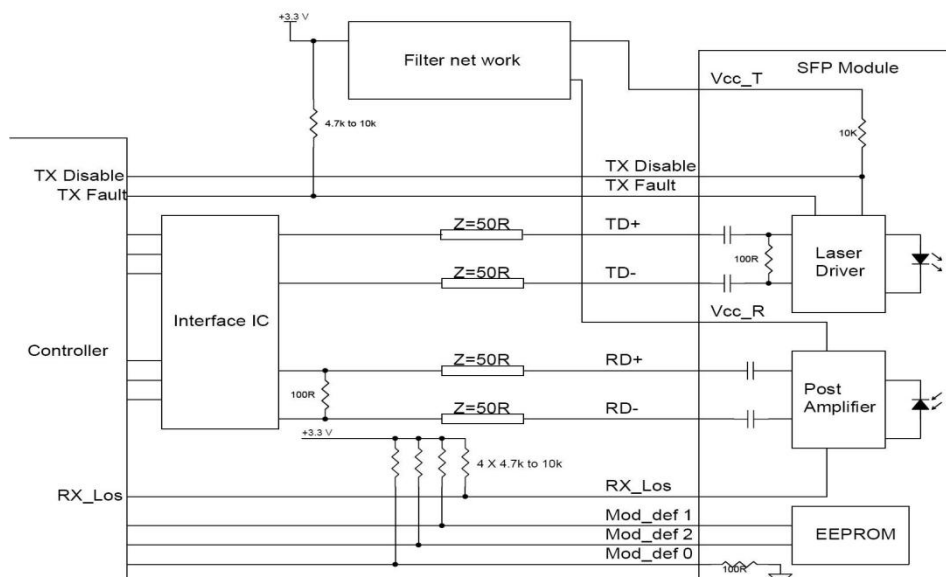 +3.3 V
Filter net work
SFP Module
Vcc_T
4.7k to 10k
10K
TX Disable
TX Disable
TX Fault
TX Fault
Z=50R
TD+
Laser
Driver
100R
Z=50R
TD-
Interface IC
Vcc_R
Controller
Z=50R
RD+
100R
Post
Amplifier
Z=50R
RD-
+3.3 V
4 X 4.7k to 10k
RX_Los
RX_Los
Mod_def 1
Mod_def 2
EEPROM
Mod_def 0
100R